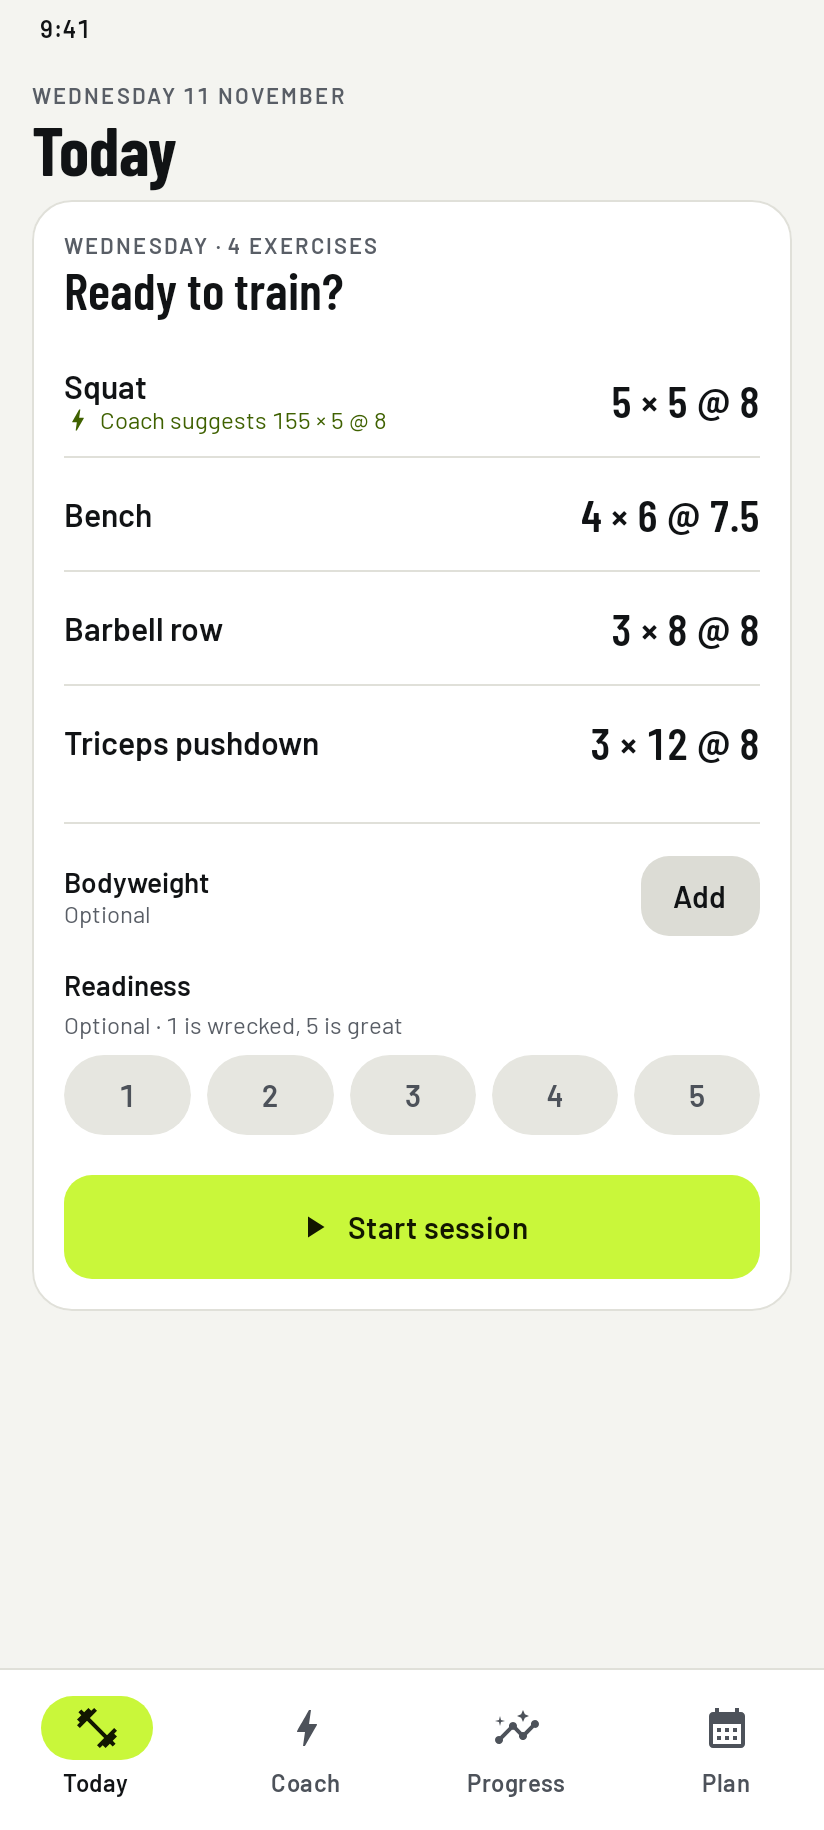 9:41
WEDNESDAY 11 NOVEMBER
Today
WEDNESDAY · 4 EXERCISES
Ready to train?
Squat
5 × 5 @ 8
Coach suggests 155 × 5 @ 8
Bench
4 × 6 @ 7.5
Barbell row
3 × 8 @ 8
Triceps pushdown
3 × 12 @ 8
Bodyweight
Optional
Add
Readiness
Optional · 1 is wrecked, 5 is great
1 2 3 4 5
Start session
Today Coach Progress Plan